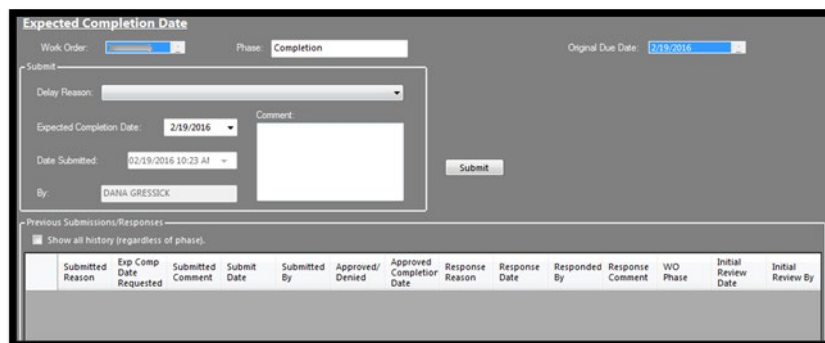 Expected Completion Date
Work Order: Phase: Completion Original Due Date: 2/19/2016
Submit
Delay Reason:
Comment:
Expected Completion Date: 2/19/2016
Date Submitted: 02/19/2016 10:23 AM
Submit
By: DANA GRESSICK
Previous Submissions/Responses
Show all history (regardless of phase).
Submitted Reason Exp Comp Date Requested Submitted Comment Submit Date Submitted By Approved/ Denied Approved Completion Date Response Reason Response Date Responded By Response Comment WO Phase Initial Review Date Initial Review By